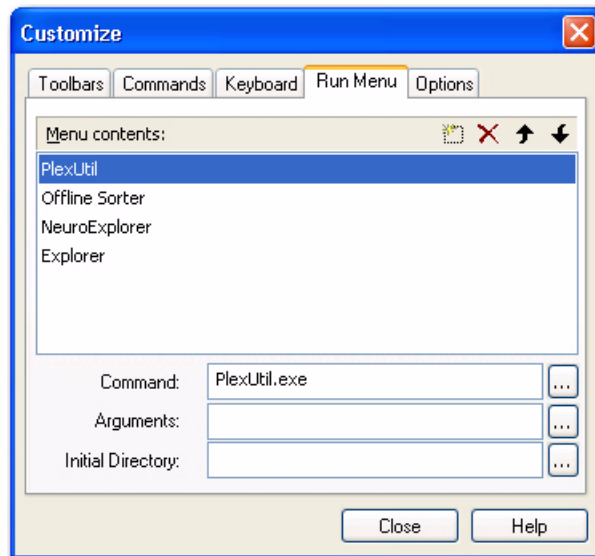 Customize
Toolbars Commands Keyboard Run Menu Options
Menu contents:
PlexUtil
Offline Sorter
NeuroExplorer
Explorer
Command: PlexUtil.exe ...
Arguments: ...
Initial Directory: ...
Close Help